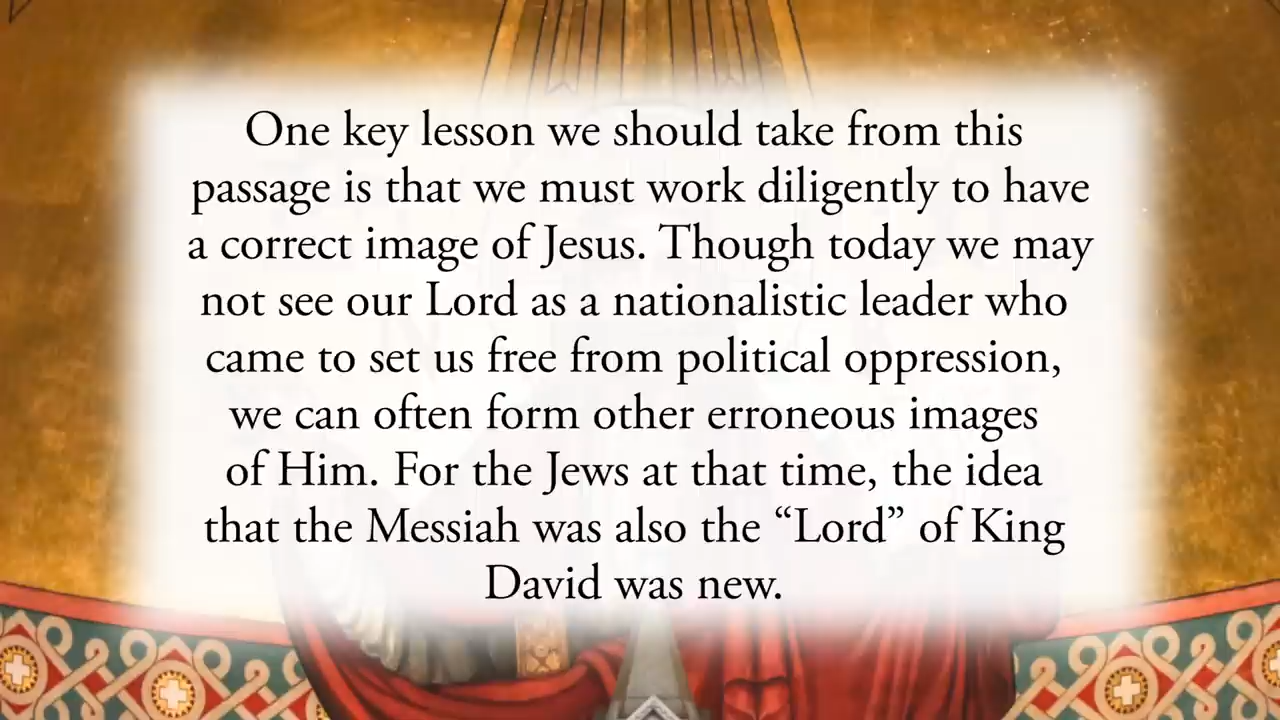 One key lesson we should take from this
passage is that we must work diligently to have
a correct image of Jesus. Though today we may
not see our Lord as a nationalistic leader who
came to set us free from political oppression,
we can often form other erroneous images
of Him. For the Jews at that time, the idea
that the Messiah was also the “Lord” of King
David was new.